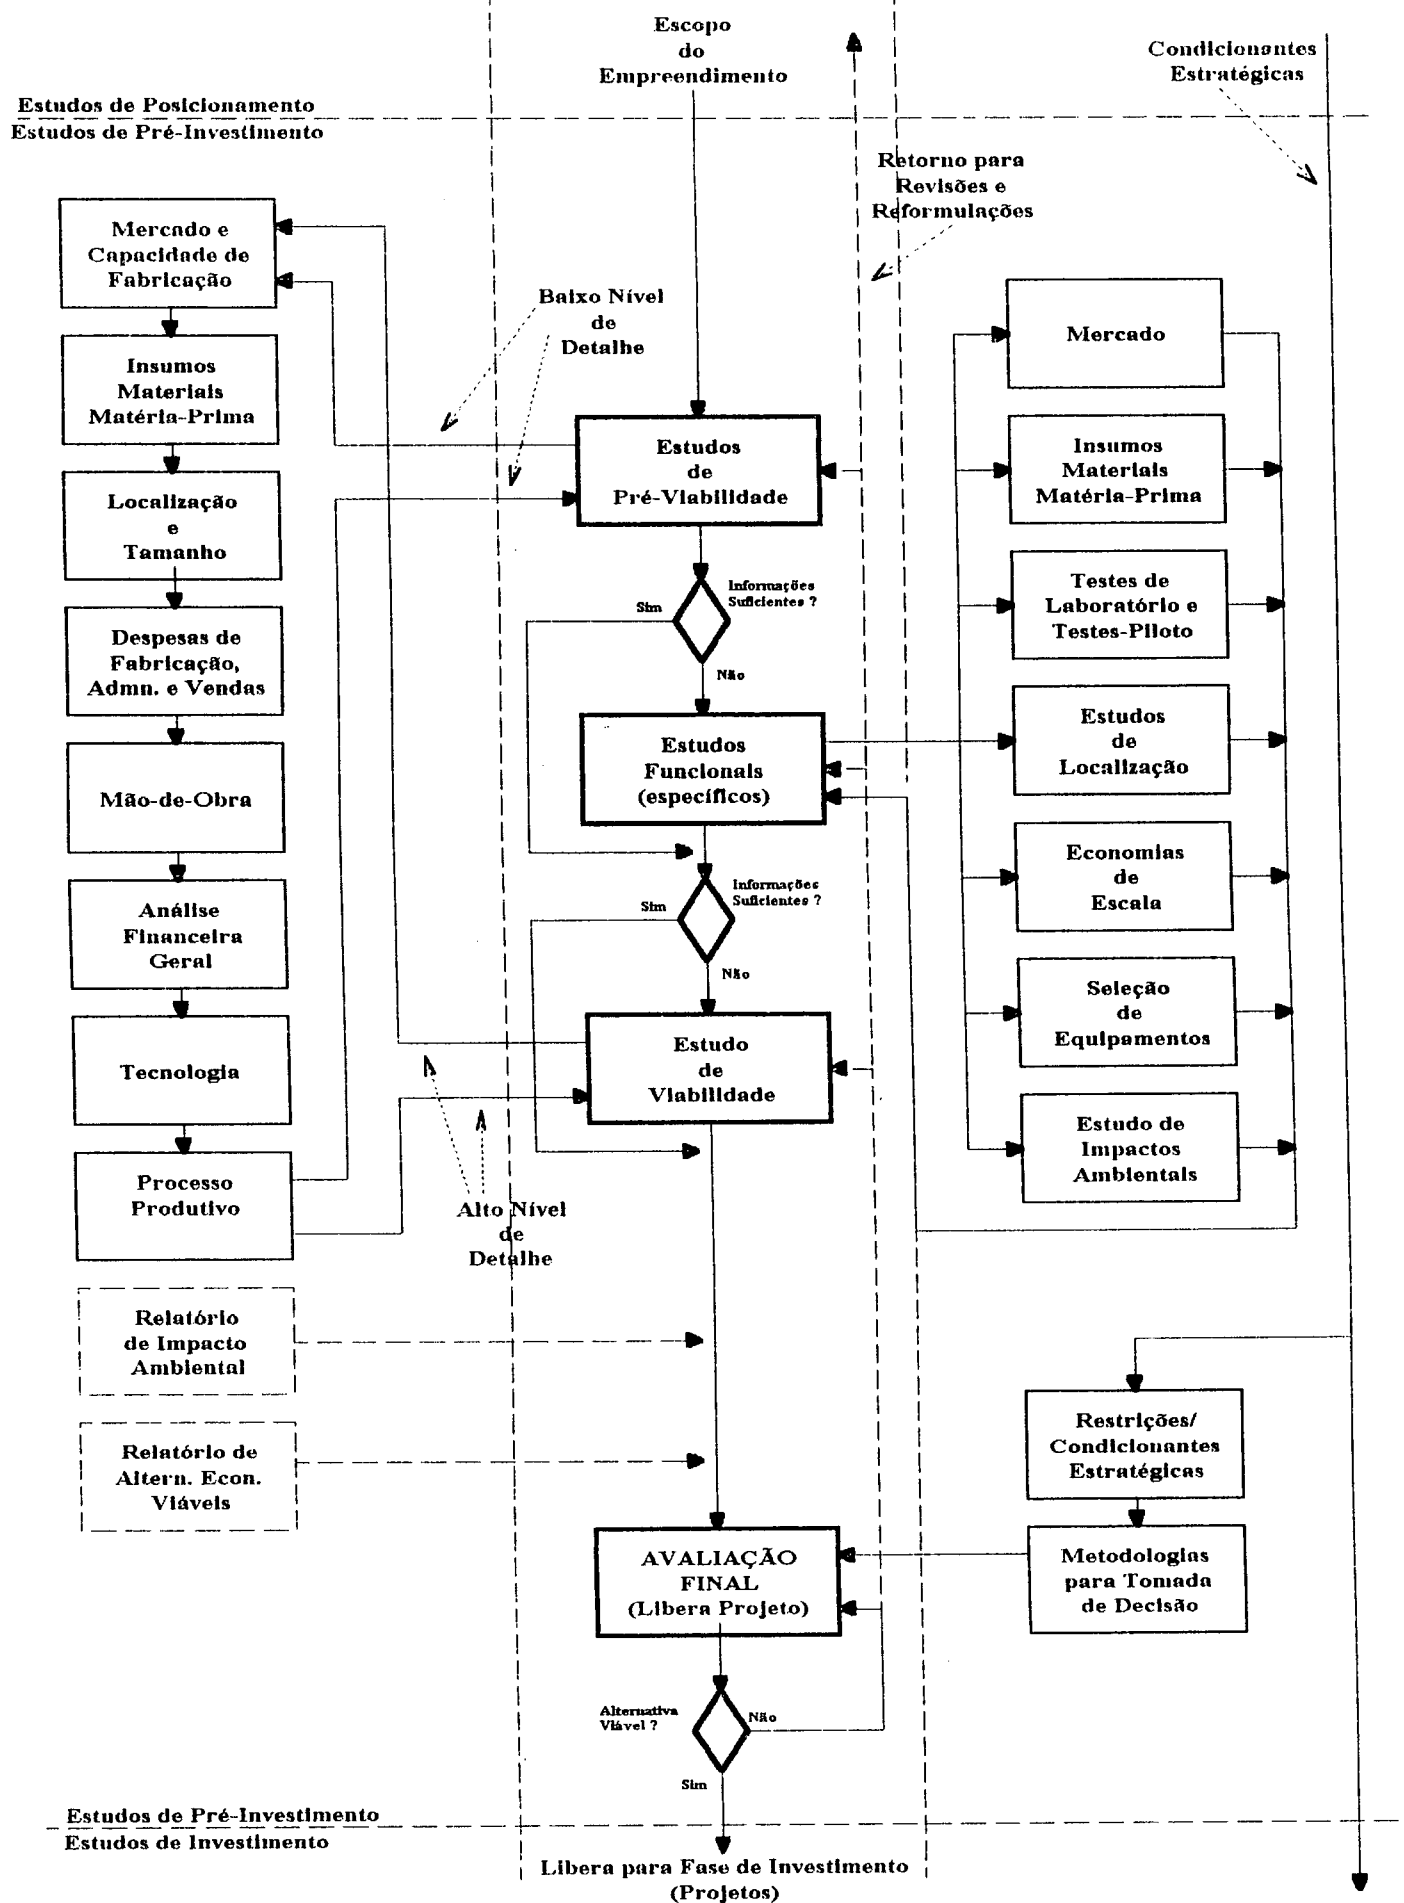 Escopo
do
Empreendimento
Condicionantes
Estratégicas
Estudos de Posicionamento
Estudos de Pré-Investimento
Retorno para
Revisões e
Reformulações
Mercado e
Capacidade de
Fabricação
Insumos
Materiais
Matéria-Prima
Localização
e
Tamanho
Despesas de
Fabricação,
Admn. e Vendas
Mão-de-Obra
Análise
Financeira
Geral
Tecnologia
Processo
Produtivo
Relatório
de Impacto
Ambiental
Relatório de
Altern. Econ.
Viáveis
Baixo Nível
de
Detalhe
Estudos
de
Pré-Viabilidade
Informações
Suficientes ?
Sim
Não
Estudos
Funcionais
(específicos)
Informações
Suficientes ?
Sim
Não
Estudo
de
Viabilidade
Alto Nível
de
Detalhe
Mercado
Insumos
Materiais
Matéria-Prima
Testes de
Laboratório e
Testes-Piloto
Estudos
de
Localização
Economias
de
Escala
Seleção
de
Equipamentos
Estudo de
Impactos
Ambientais
Restrições/
Condicionantes
Estratégicas
Metodologias
para Tomada
de Decisão
AVALIAÇÃO
FINAL
(Libera Projeto)
Alternativa
Viável ?
Não
Sim
Estudos de Pré-Investimento
Estudos de Investimento
Libera para Fase de Investimento
(Projetos)